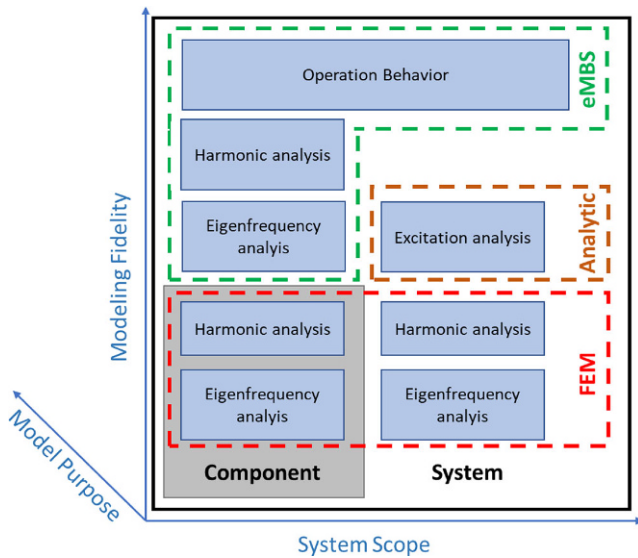 Operation Behavior
eMBS
Harmonic analysis
Eigenfrequency
analyis
Excitation analysis
Analytic
Harmonic analysis
Harmonic analysis
FEM
Eigenfrequency
analyis
Eigenfrequency
analyis
Component
System
Modeling Fidelity
Model Purpose
System Scope